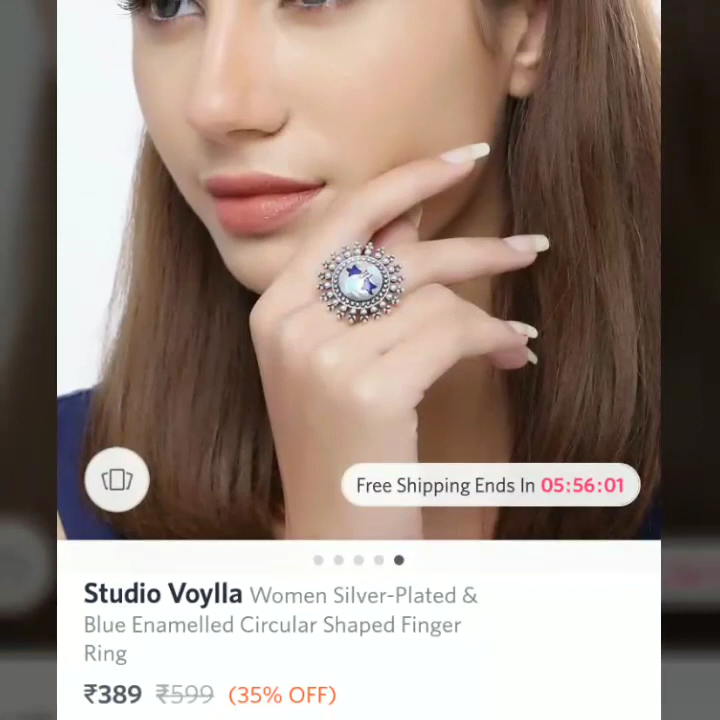 Free Shipping Ends In 05:56:01
Studio Voylla Women Silver-Plated &
Blue Enamelled Circular Shaped Finger
Ring
₹389 ₹599 (35% OFF)